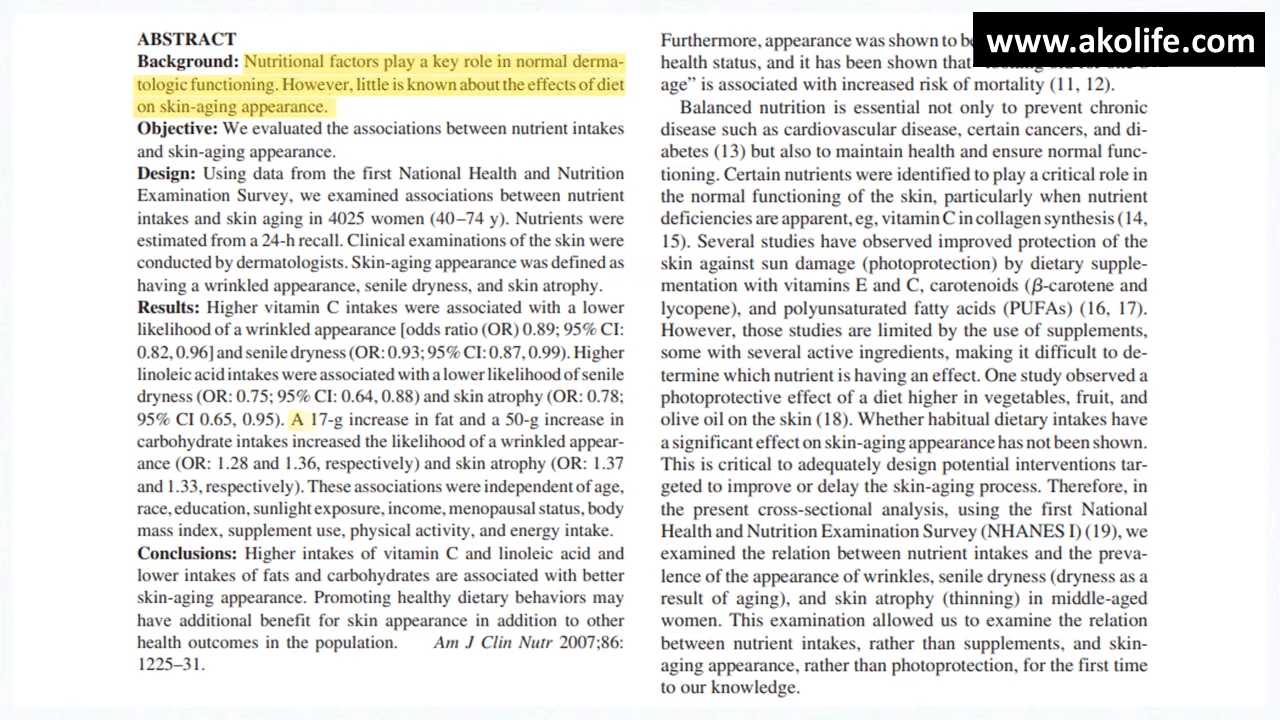 ABSTRACT
Background: Nutritional factors play a key role in normal derma-
tologic functioning. However, little is known about the effects of diet
on skin-aging appearance.
Objective: We evaluated the associations between nutrient intakes
and skin-aging appearance.
Design: Using data from the first National Health and Nutrition
Examination Survey, we examined associations between nutrient
intakes and skin aging in 4025 women (40–74 y). Nutrients were
estimated from a 24-h recall. Clinical examinations of the skin were
conducted by dermatologists. Skin-aging appearance was defined as
having a wrinkled appearance, senile dryness, and skin atrophy.
Results: Higher vitamin C intakes were associated with a lower
likelihood of a wrinkled appearance [odds ratio (OR) 0.89; 95% CI:
0.82, 0.96] and senile dryness (OR: 0.93; 95% CI: 0.87, 0.99). Higher
linoleic acid intakes were associated with a lower likelihood of senile
dryness (OR: 0.75; 95% CI: 0.64, 0.88) and skin atrophy (OR: 0.78;
95% CI 0.65, 0.95). A 17-g increase in fat and a 50-g increase in
carbohydrate intakes increased the likelihood of a wrinkled appear-
ance (OR: 1.28 and 1.36, respectively) and skin atrophy (OR: 1.37
and 1.33, respectively). These associations were independent of age,
race, education, sunlight exposure, income, menopausal status, body
mass index, supplement use, physical activity, and energy intake.
Conclusions: Higher intakes of vitamin C and linoleic acid and
lower intakes of fats and carbohydrates are associated with better
skin-aging appearance. Promoting healthy dietary behaviors may
have additional benefit for skin appearance in addition to other
health outcomes in the population. Am J Clin Nutr 2007;86:
1225–31.
www.akolife.com
Furthermore, appearance was shown to be
health status, and it has been shown that
age” is associated with increased risk of mortality (11, 12).
Balanced nutrition is essential not only to prevent chronic
disease such as cardiovascular disease, certain cancers, and di-
abetes (13) but also to maintain health and ensure normal func-
tioning. Certain nutrients were identified to play a critical role in
the normal functioning of the skin, particularly when nutrient
deficiencies are apparent, eg, vitamin C in collagen synthesis (14,
15). Several studies have observed improved protection of the
skin against sun damage (photoprotection) by dietary supple-
mentation with vitamins E and C, carotenoids (β-carotene and
lycopene), and polyunsaturated fatty acids (PUFAs) (16, 17).
However, those studies are limited by the use of supplements,
some with several active ingredients, making it difficult to de-
termine which nutrient is having an effect. One study observed a
photoprotective effect of a diet higher in vegetables, fruit, and
olive oil on the skin (18). Whether habitual dietary intakes have
a significant effect on skin-aging appearance has not been shown.
This is critical to adequately design potential interventions tar-
geted to improve or delay the skin-aging process. Therefore, in
the present cross-sectional analysis, using the first National
Health and Nutrition Examination Survey (NHANES I) (19), we
examined the relation between nutrient intakes and the preva-
lence of the appearance of wrinkles, senile dryness (dryness as a
result of aging), and skin atrophy (thinning) in middle-aged
women. This examination allowed us to examine the relation
between nutrient intakes, rather than supplements, and skin-
aging appearance, rather than photoprotection, for the first time
to our knowledge.